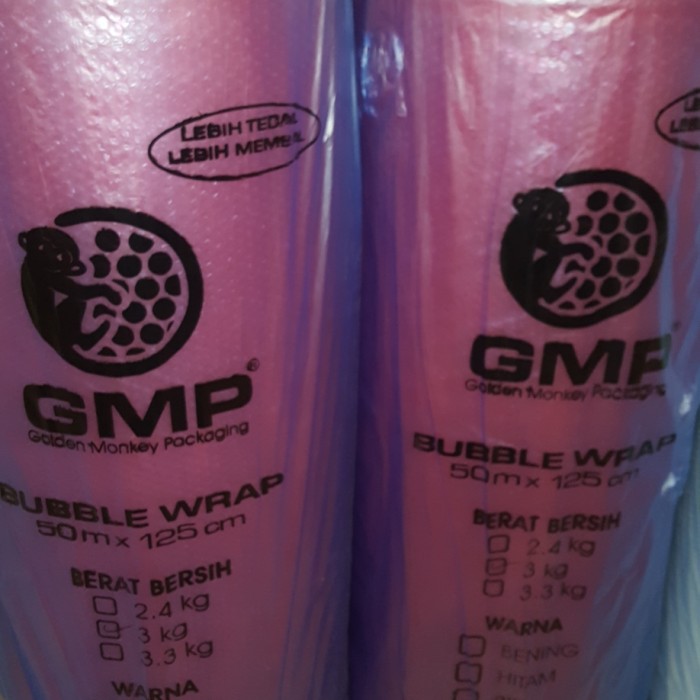 LEBIH TEBAL
LEBIH MEMBAL
GMP®
Golden Monkey Packaging
BUBBLE WRAP
50m x 125 cm
BERAT BERSIH
2.4 kg
3 kg
3.3 kg
WARNA
GMP
Golden Monkey Packaging
BUBBLE WRAP
50m x 125 cm
BERAT BERSIH
2.4 kg
3 kg
3.3 kg
WARNA
BENING
HITAM